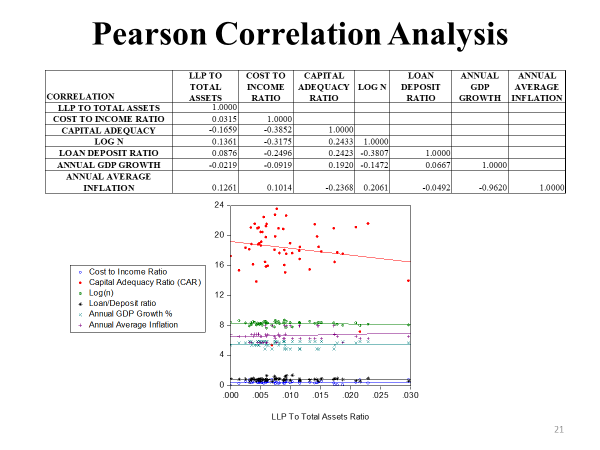 Pearson Correlation Analysis
CORRELATION LLP TO TOTAL ASSETS COST TO INCOME RATIO CAPITAL ADEQUACY RATIO LOG N LOAN DEPOSIT RATIO ANNUAL GDP GROWTH ANNUAL AVERAGE INFLATION
LLP TO TOTAL ASSETS 1.0000
COST TO INCOME RATIO 0.0315 1.0000
CAPITAL ADEQUACY -0.1659 -0.3852 1.0000
LOG N 0.1361 -0.3175 0.2433 1.0000
LOAN DEPOSIT RATIO 0.0876 -0.2496 0.2423 -0.3807 1.0000
ANNUAL GDP GROWTH -0.0219 -0.0919 0.1920 -0.1472 0.0667 1.0000
ANNUAL AVERAGE INFLATION 0.1261 0.1014 -0.2368 0.2061 -0.0492 -0.9620 1.0000
24
20
16
12
8
4
0
.000 .005 .010 .015 .020 .025 .030
LLP To Total Assets Ratio
Cost to Income Ratio
Capital Adequacy Ratio (CAR)
Log(n)
Loan/Deposit ratio
Annual GDP Growth %
Annual Average Inflation
21